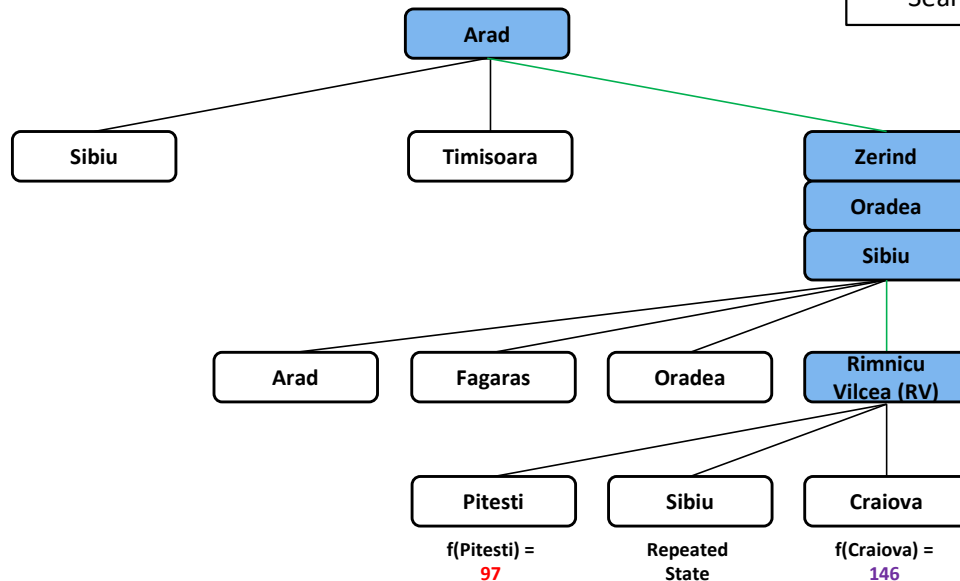 Arad
Sibiu
Timisoara
Zerind
Oradea
Sibiu
Arad
Fagaras
Oradea
Rimnicu
Vilcea (RV)
Pitesti
Sibiu
Craiova
f(Pitesti) =
97
Repeated
State
f(Craiova) =
146